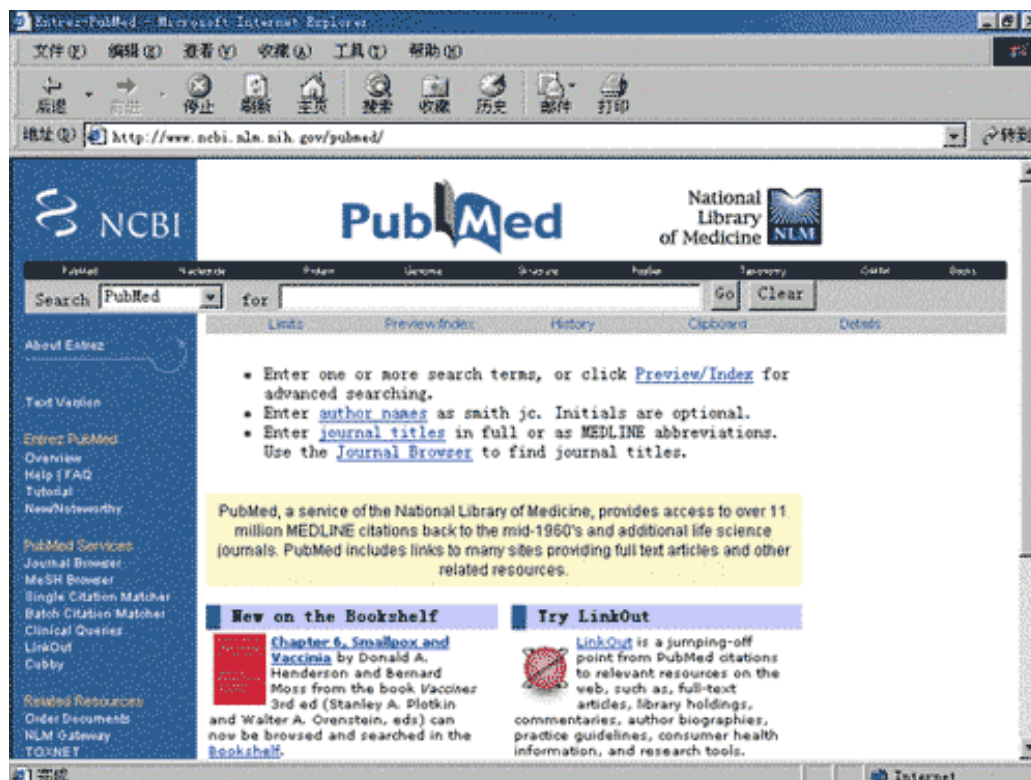 Entrez-PubMed - Microsoft Internet Explorer
文件(F) 编辑(E) 查看(V) 收藏(A) 工具(T) 帮助(H)
后退 前进 停止 刷新 主页 搜索 收藏 历史 邮件 打印
地址(D) http://www.ncbi.nlm.nih.gov/pubmed/ 转到
NCBI
PubMed
National
Library
of Medicine NLM
PubMed Nucleotide Protein Genome Structure PopSet Taxonomy OMIM Books
Search PubMed for Go Clear
Limits Preview/Index History Clipboard Details
About Entrez
Text Version
Entrez PubMed
Overview
Help | FAQ
Tutorial
New/Noteworthy
PubMed Services
Journal Browser
MeSH Browser
Single Citation Matcher
Batch Citation Matcher
Clinical Queries
LinkOut
Cubby
Related Resources
Order Documents
NLM Gateway
TOXNET
• Enter one or more search terms, or click Preview/Index for
advanced searching.
• Enter author names as smith jc. Initials are optional.
• Enter journal titles in full or as MEDLINE abbreviations.
Use the Journal Browser to find journal titles.
PubMed, a service of the National Library of Medicine, provides access to over 11
million MEDLINE citations back to the mid-1960's and additional life science
journals. PubMed includes links to many sites providing full text articles and other
related resources.
New on the Bookshelf
Chapter 6, Smallpox and
Vaccinia by Donald A.
Henderson and Bernard
Moss from the book Vaccines
3rd ed (Stanley A. Plotkin
and Walter A. Orenstein, eds) can
now be browsed and searched in the
Bookshelf.
Try LinkOut
LinkOut is a jumping-off
point from PubMed citations
to relevant resources on the
web, such as, full-text
articles, library holdings,
commentaries, author biographies,
practice guidelines, consumer health
information, and research tools.
完成 Internet